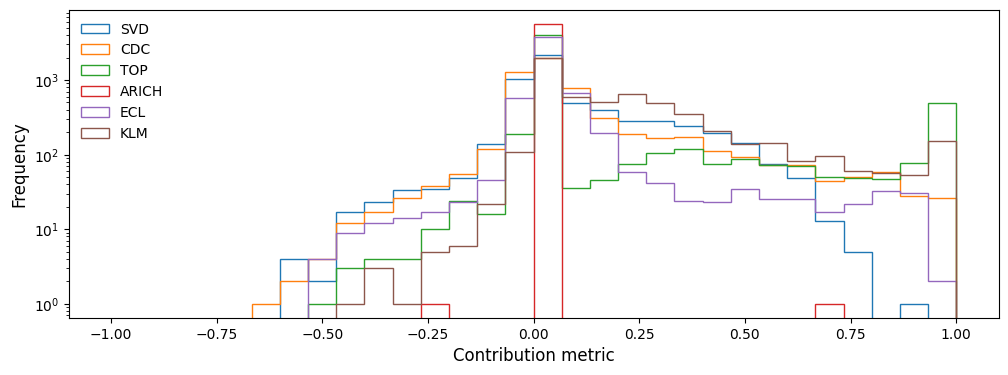 SVD
CDC
TOP
ARICH
ECL
KLM
Frequency
10³
10²
10¹
10⁰
−1.00 −0.75 −0.50 −0.25 0.00 0.25 0.50 0.75 1.00
Contribution metric